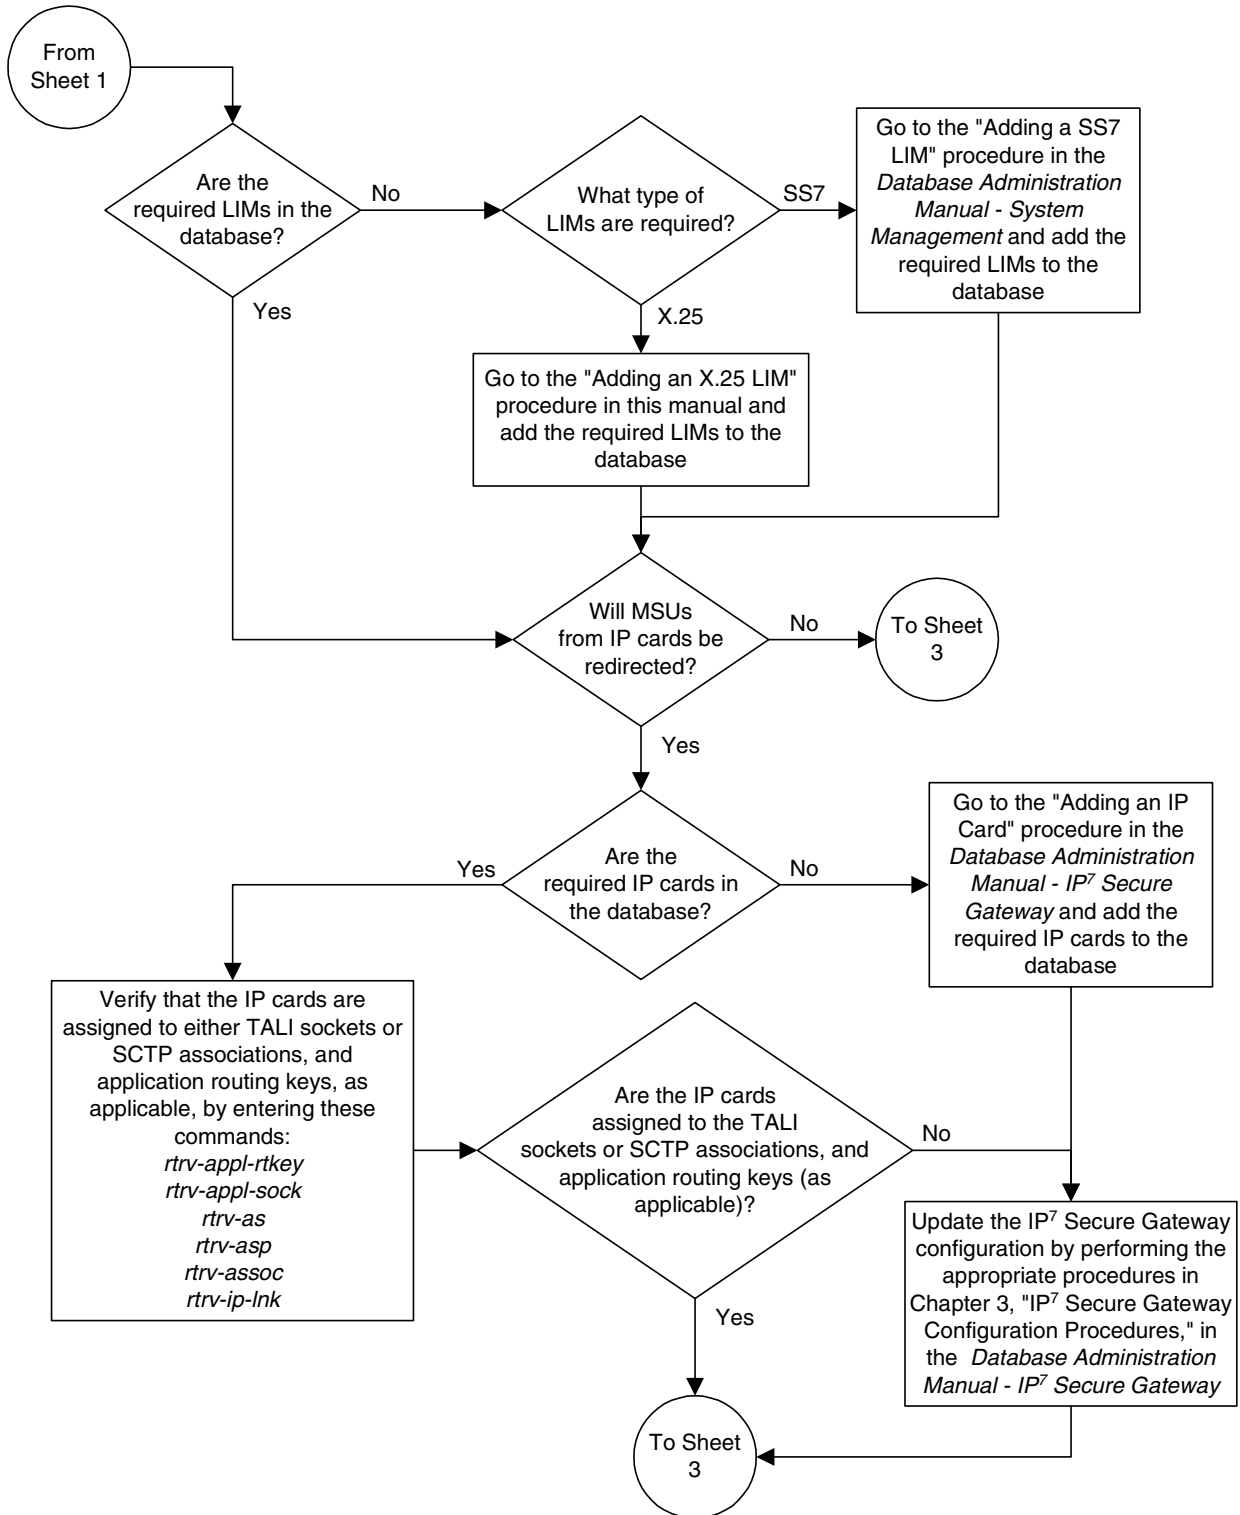 From
Sheet 1
Are the
required LIMs in the
database?
No
What type of
LIMs are required?
SS7
Go to the "Adding a SS7
LIM" procedure in the
Database Administration
Manual - System
Management and add the
required LIMs to the
database
Yes
X.25
Go to the "Adding an X.25 LIM"
procedure in this manual and
add the required LIMs to the
database
Will MSUs
from IP cards be
redirected?
No
To Sheet
3
Yes
Are the
required IP cards in
the database?
Yes
No
Go to the "Adding an IP
Card" procedure in the
Database Administration
Manual - IP⁷ Secure
Gateway and add the
required IP cards to the
database
Verify that the IP cards are
assigned to either TALI sockets or
SCTP associations, and
application routing keys, as
applicable, by entering these
commands:
rtrv-appl-rtkey
rtrv-appl-sock
rtrv-as
rtrv-asp
rtrv-assoc
rtrv-ip-lnk
Are the IP cards
assigned to the TALI
sockets or SCTP associations, and
application routing keys (as
applicable)?
No
Yes
Update the IP⁷ Secure Gateway
configuration by performing the
appropriate procedures in
Chapter 3, "IP⁷ Secure Gateway
Configuration Procedures," in
the Database Administration
Manual - IP⁷ Secure Gateway
To Sheet
3